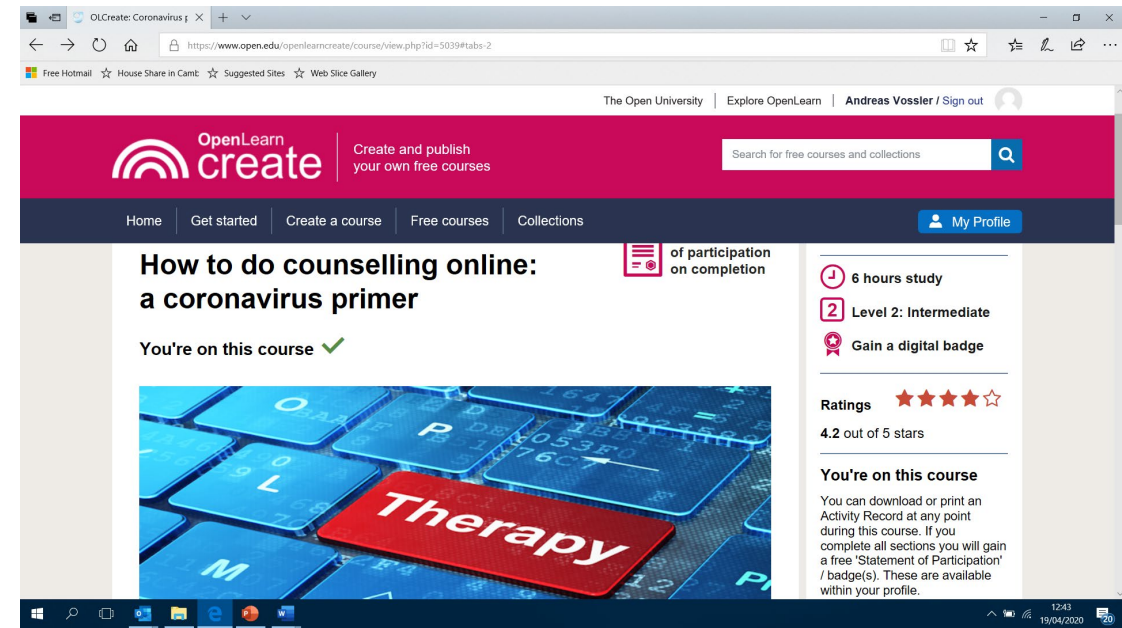 OLCreate: Coronavirus p
https://www.open.edu/openlearncreate/course/view.php?id=5039#tabs-2
Free Hotmail House Share in Camb Suggested Sites Web Slice Gallery
The Open University Explore OpenLearn Andreas Vossler / Sign out
OpenLearn
create
Create and publish
your own free courses
Search for free courses and collections
Home Get started Create a course Free courses Collections My Profile
How to do counselling online:
a coronavirus primer
of participation
on completion
You're on this course
O
P
D
L
M
Therapy
6 hours study
2 Level 2: Intermediate
Gain a digital badge
Ratings
4.2 out of 5 stars
You're on this course
You can download or print an
Activity Record at any point
during this course. If you
complete all sections you will gain
a free 'Statement of Participation'
/ badge(s). These are available
within your profile.
12:43
19/04/2020
20